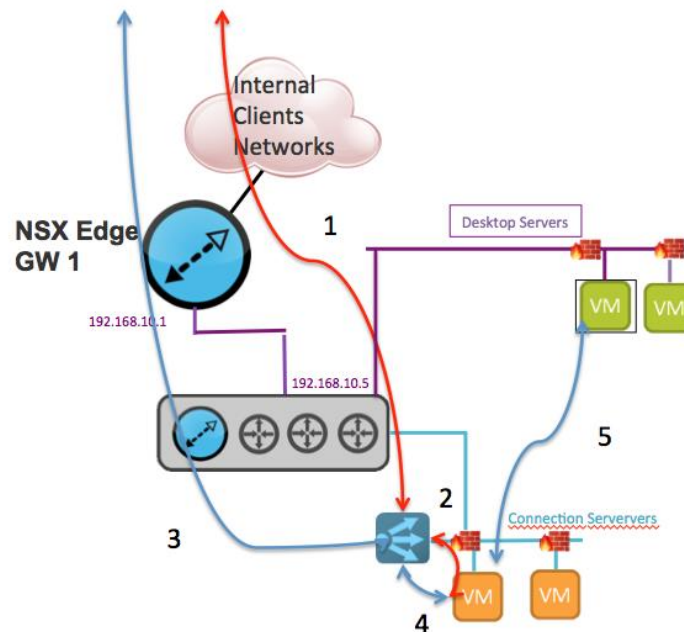 Internal
Clients
Networks
NSX Edge
GW 1
1
Desktop Servers
VM
VM
192.168.10.1
192.168.10.5
5
2
Connection Serververs
3
4
VM
VM